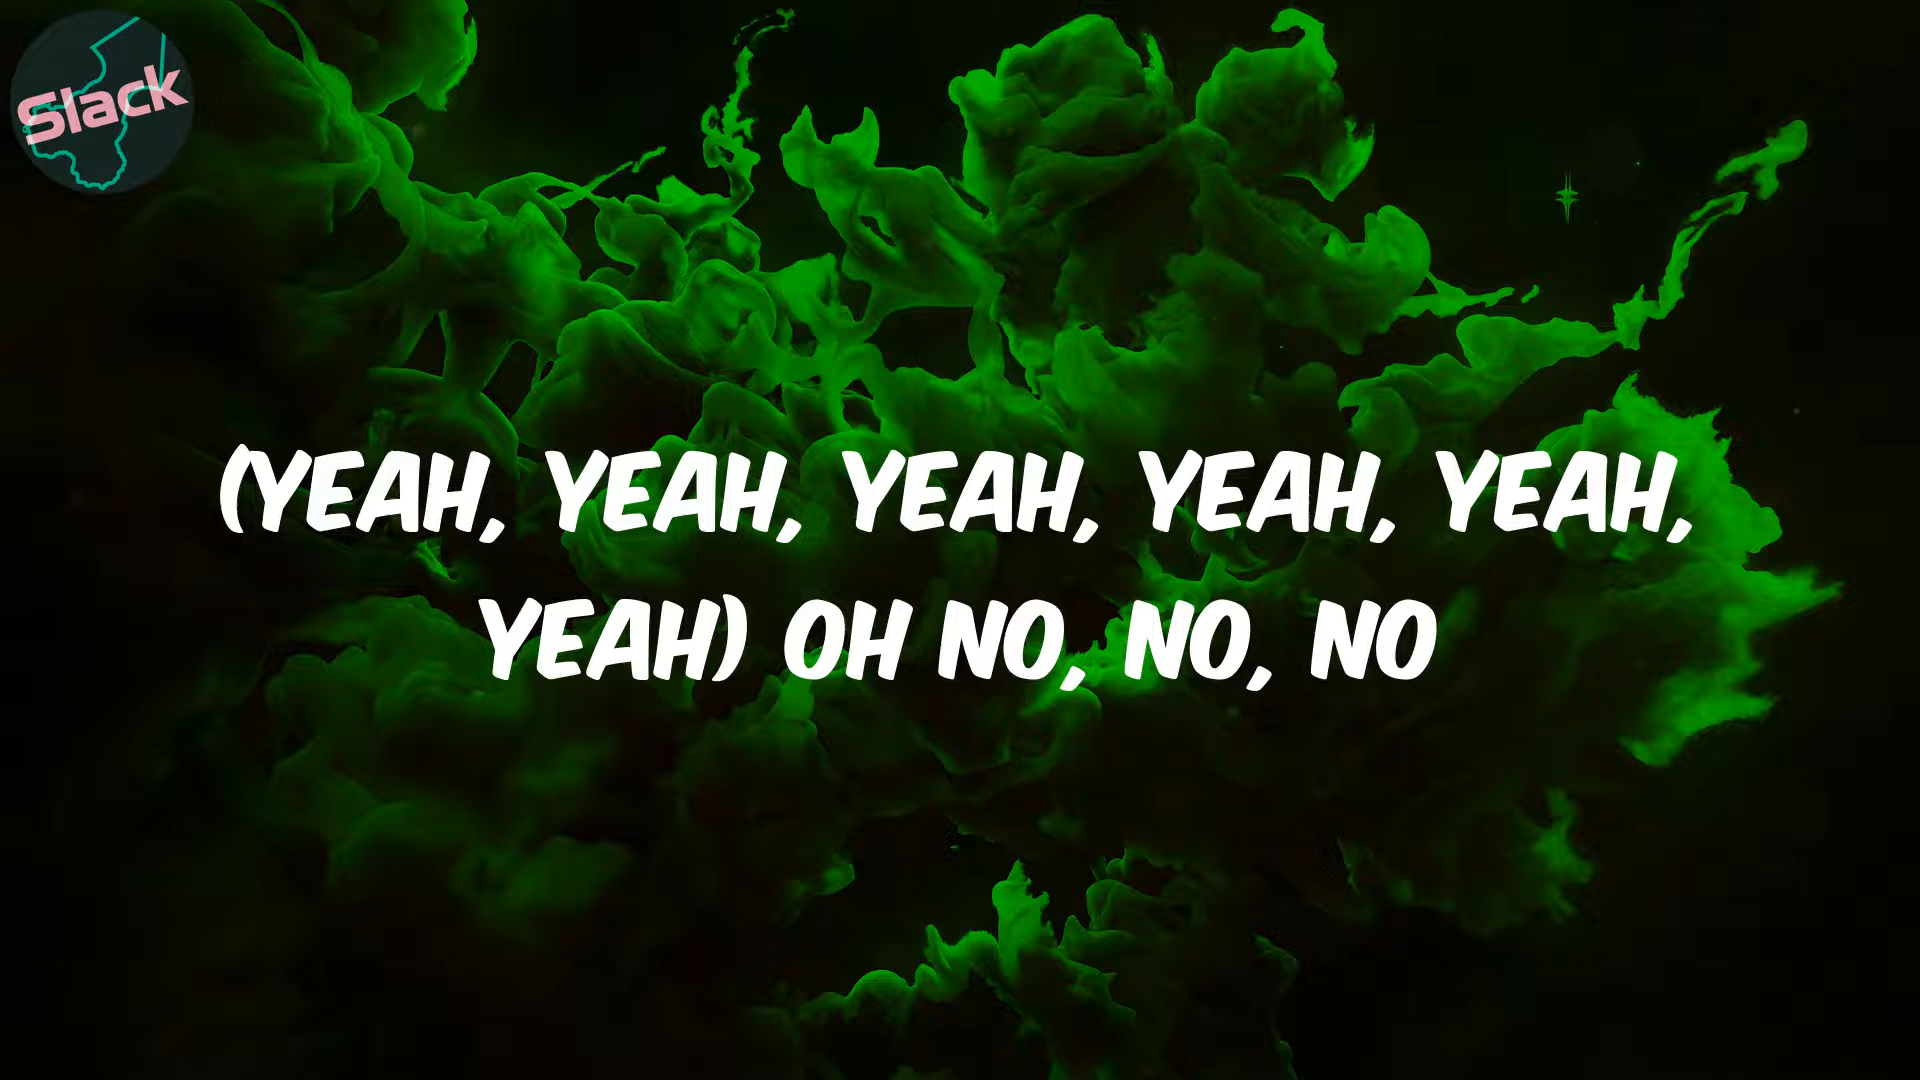 Slack
(YEAH, YEAH, YEAH, YEAH, YEAH,
YEAH) OH NO, NO, NO